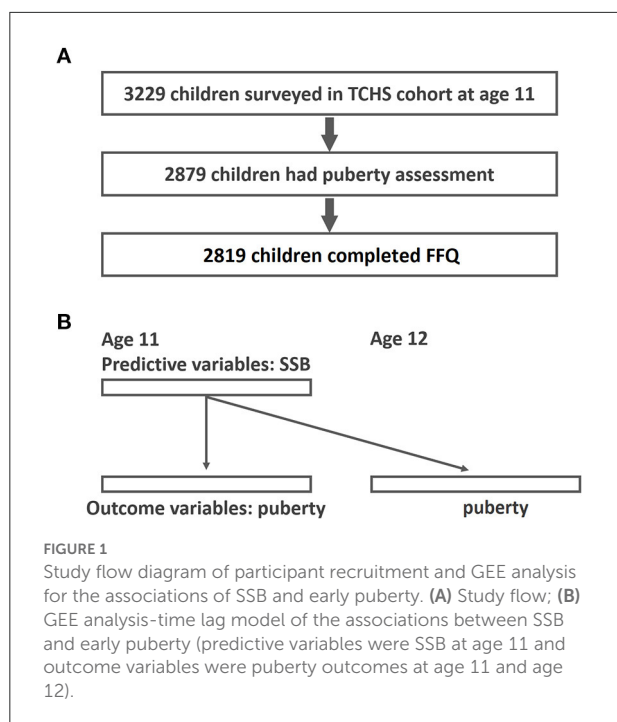 A
3229 children surveyed in TCHS cohort at age 11
2879 children had puberty assessment
2819 children completed FFQ
B
Age 11
Age 12
Predictive variables: SSB
Outcome variables: puberty
puberty
FIGURE 1
Study flow diagram of participant recruitment and GEE analysis
for the associations of SSB and early puberty. (A) Study flow; (B)
GEE analysis-time lag model of the associations between SSB
and early puberty (predictive variables were SSB at age 11 and
outcome variables were puberty outcomes at age 11 and age
12).